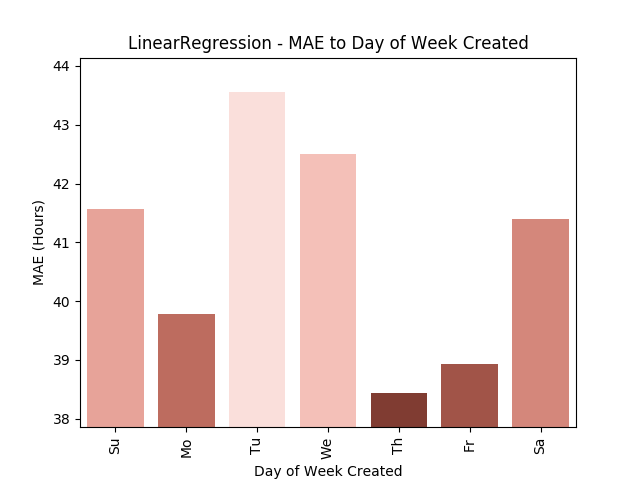 LinearRegression - MAE to Day of Week Created
44
43
42
41
40
39
38
MAE (Hours)
Su
Mo
Tu
We
Th
Fr
Sa
Day of Week Created